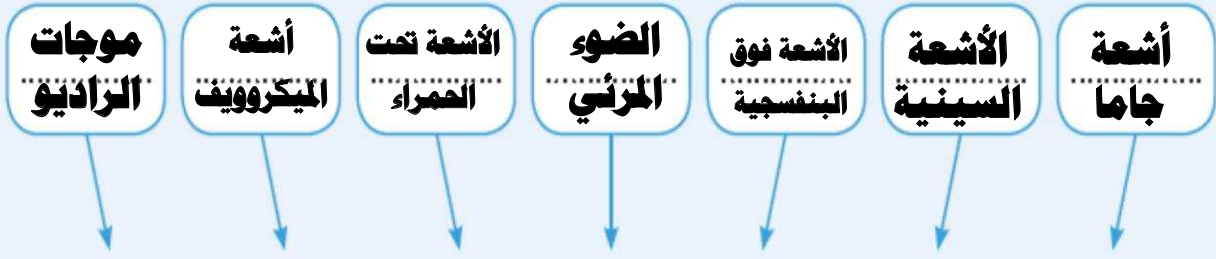 أشعة
جاما
الأشعة
السينية
الأشعة فوق
البنفسجية
الضوء
المرئي
الأشعة تحت
الحمراء
أشعة
الميكروويف
موجات
الراديو